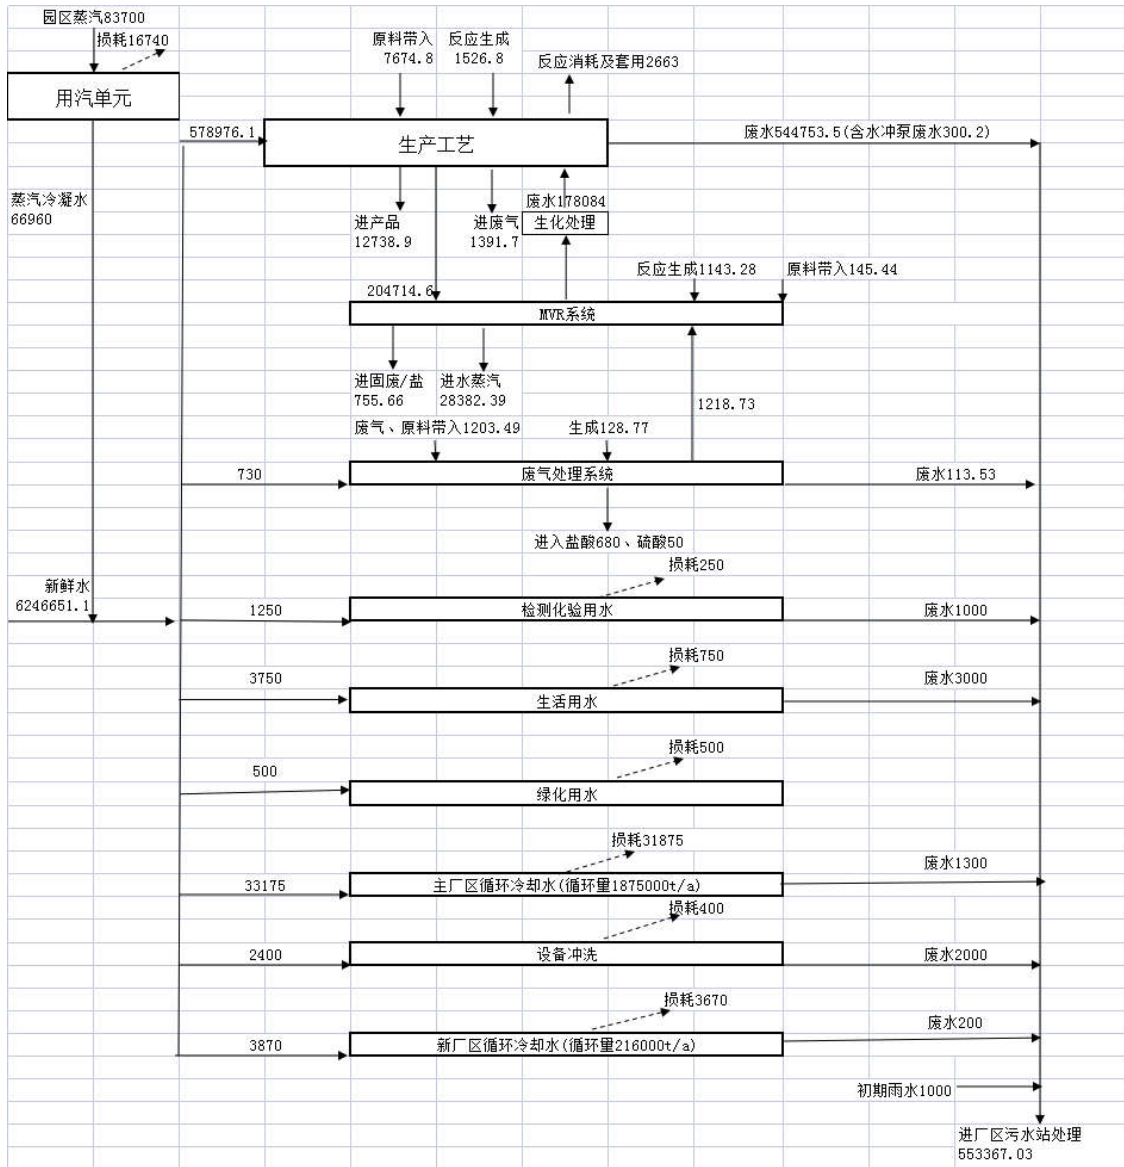 园区蒸汽83700
损耗16740
用汽单元
原料带入
7674.8
反应生成
1526.8
反应消耗及套用2663
578976.1
生产工艺
废水544753.5(含水冲泵废水300.2)
蒸汽冷凝水
66960
进产品
12738.9
进废气
1391.7
废水178084
生化处理
204714.6
反应生成1143.28
原料带入145.44
MVR系统
进固废/盐
755.66
进水蒸汽
28382.39
1218.73
废气、原料带入1203.49
生成128.77
730
废气处理系统
废水113.53
进入盐酸680、硫酸50
新鲜水
6246651.1
损耗250
1250
检测化验用水
废水1000
损耗750
3750
生活用水
废水3000
损耗500
500
绿化用水
损耗31875
33175
主厂区循环冷却水(循环量1875000t/a)
废水1300
损耗400
2400
设备冲洗
废水2000
损耗3670
3870
新厂区循环冷却水(循环量216000t/a)
废水200
初期雨水1000
进厂区污水站处理
553367.03